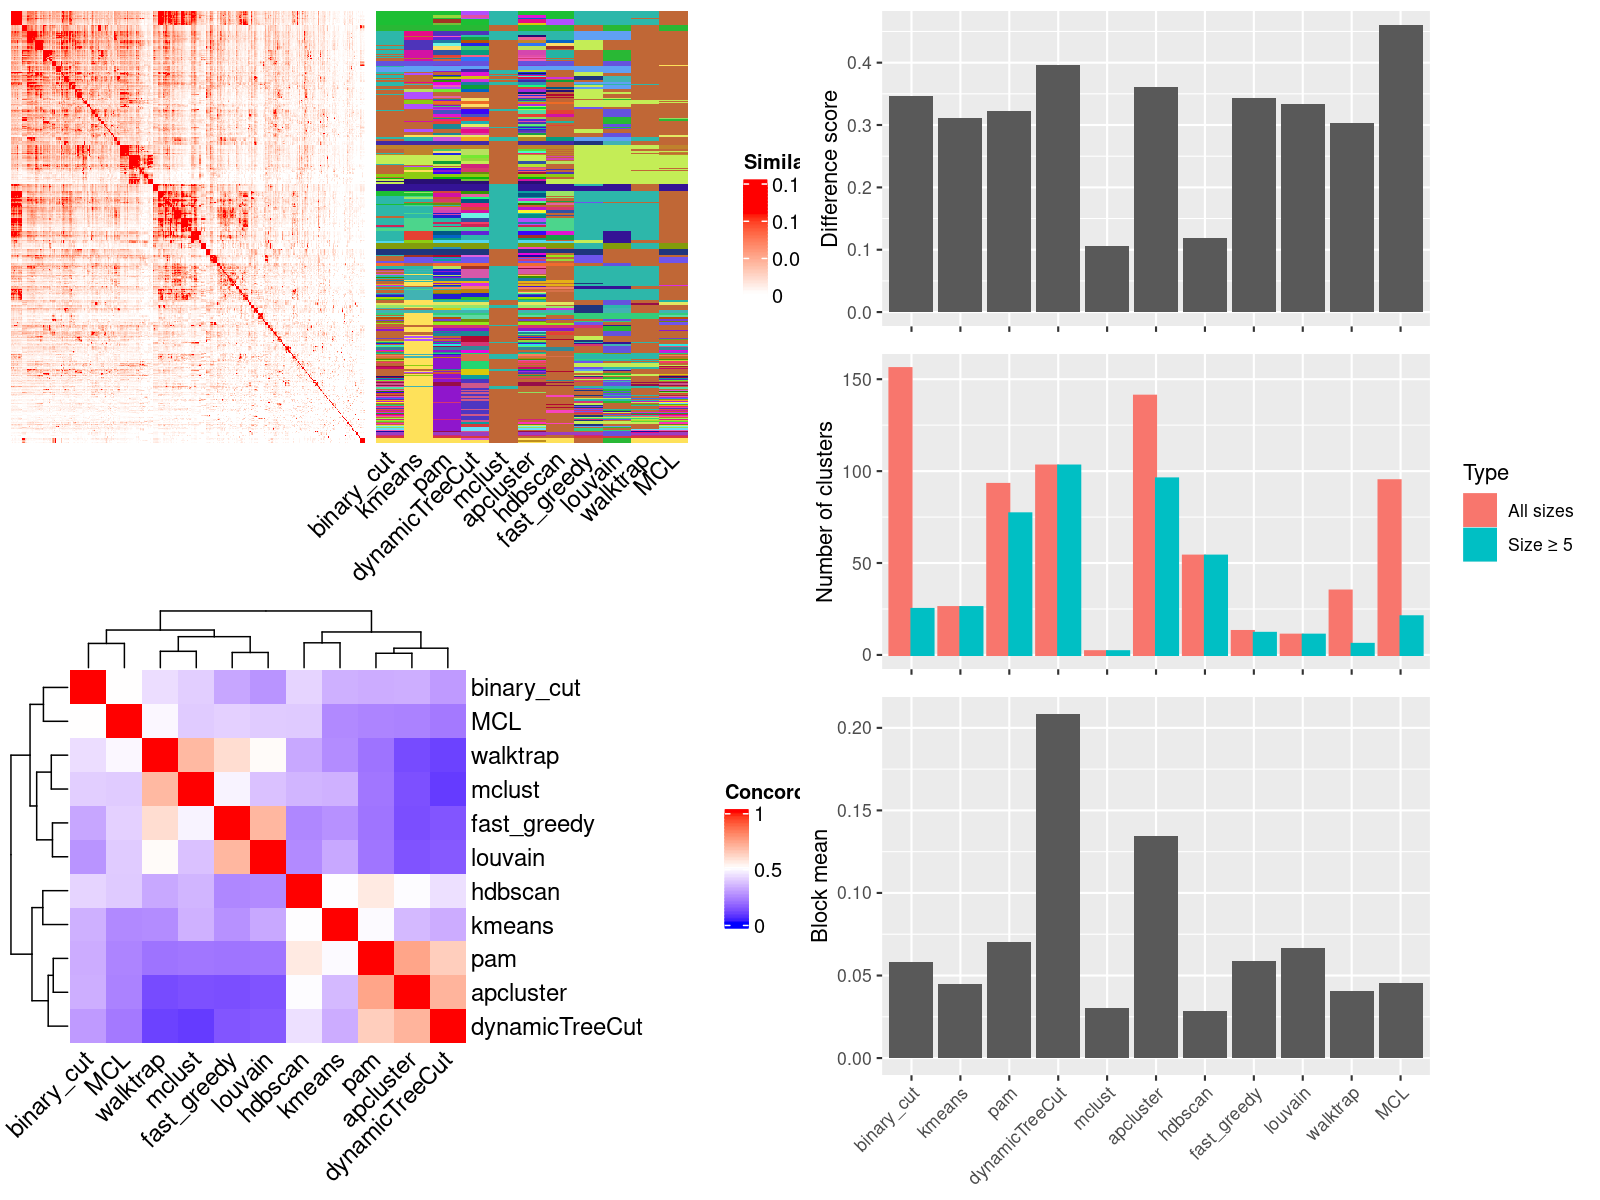 Simila
0.1
0.1
0.0
0
binary_cut
kmeans
pam
dynamicTreeCut
mclust
apcluster
hdbscan
fast_greedy
louvain
walktrap
MCL
binary_cut
MCL
walktrap
mclust
fast_greedy
louvain
hdbscan
kmeans
pam
apcluster
dynamicTreeCut
binary_cut
MCL
walktrap
mclust
fast_greedy
louvain
hdbscan
kmeans
pam
apcluster
dynamicTreeCut
Concord
1
0.5
0
Difference score
0.4
0.3
0.2
0.1
0.0
Number of clusters
150
100
50
0
Type
All sizes
Size ≥ 5
Block mean
0.20
0.15
0.10
0.05
0.00
binary_cut
kmeans
pam
dynamicTreeCut
mclust
apcluster
hdbscan
fast_greedy
louvain
walktrap
MCL